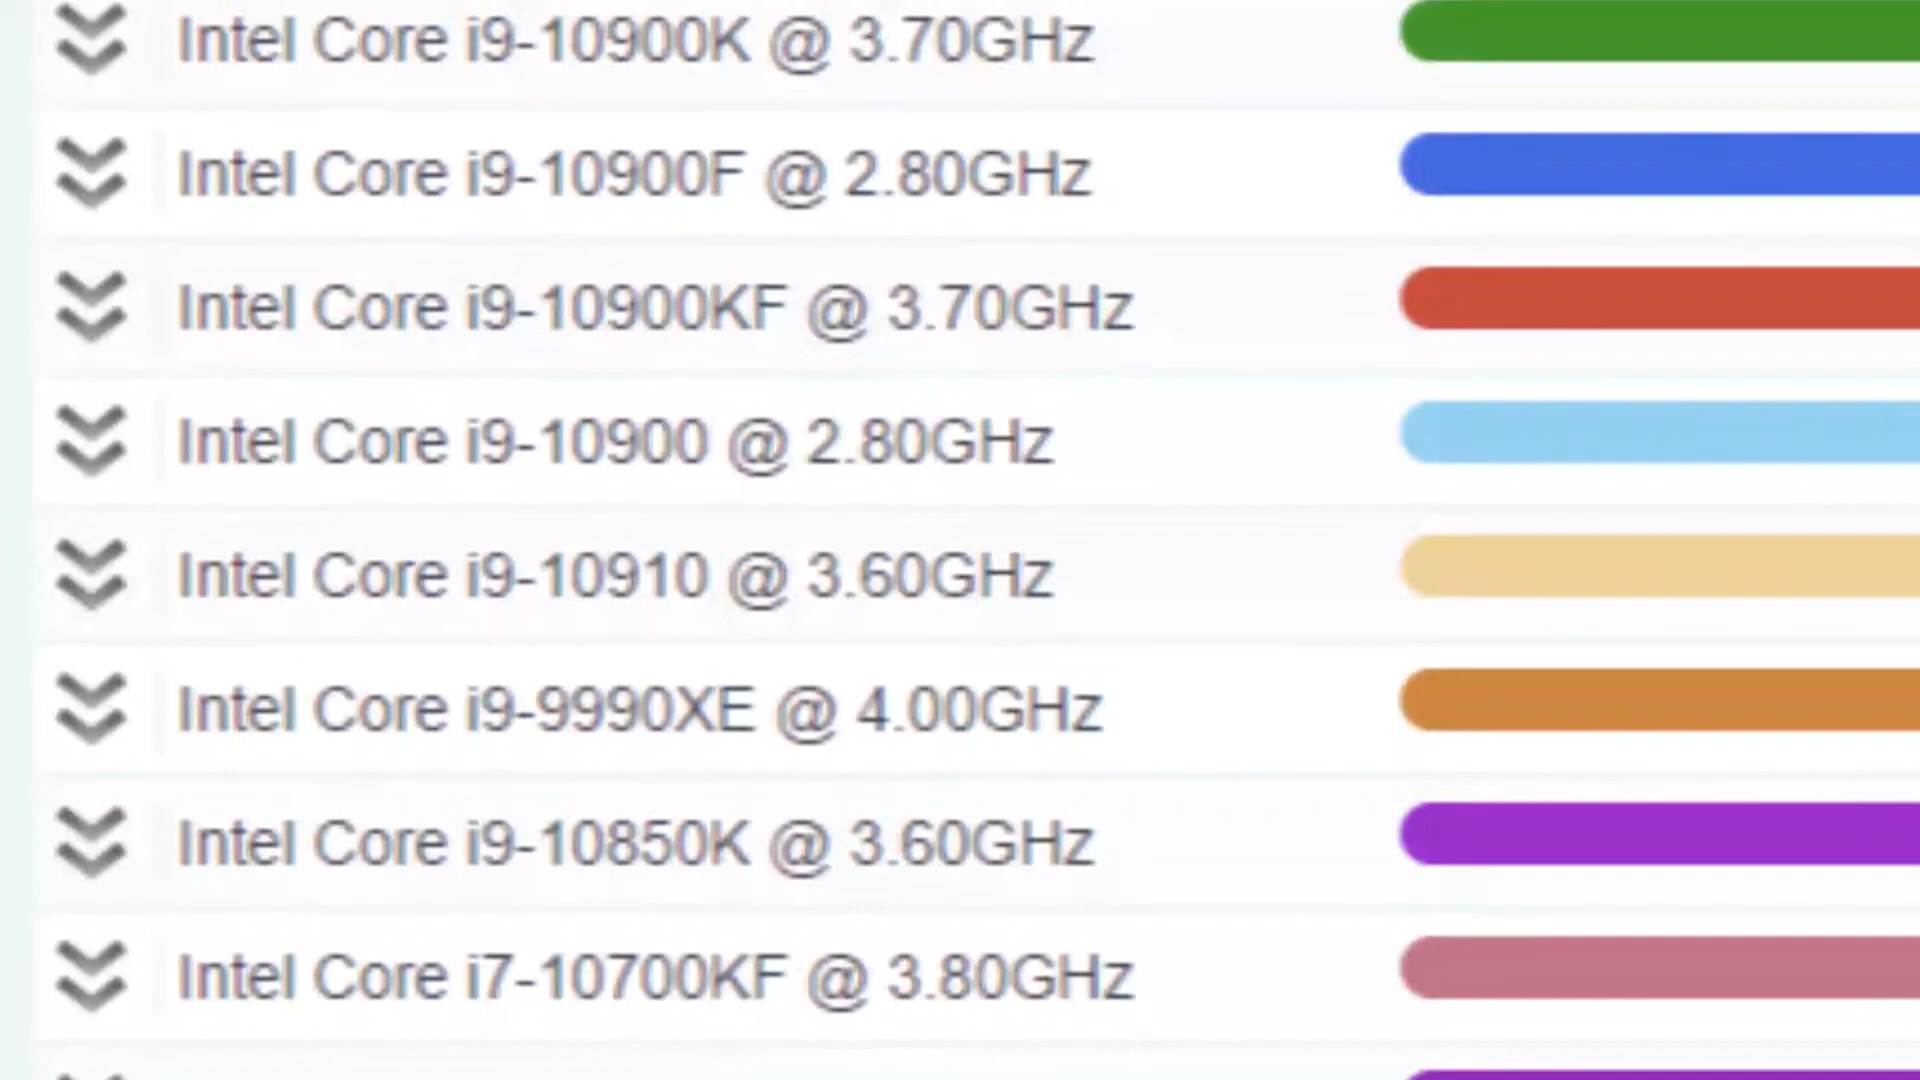 Intel Core i9-10900K @ 3.70GHz
Intel Core i9-10900F @ 2.80GHz
Intel Core i9-10900KF @ 3.70GHz
Intel Core i9-10900 @ 2.80GHz
Intel Core i9-10910 @ 3.60GHz
Intel Core i9-9990XE @ 4.00GHz
Intel Core i9-10850K @ 3.60GHz
Intel Core i7-10700KF @ 3.80GHz